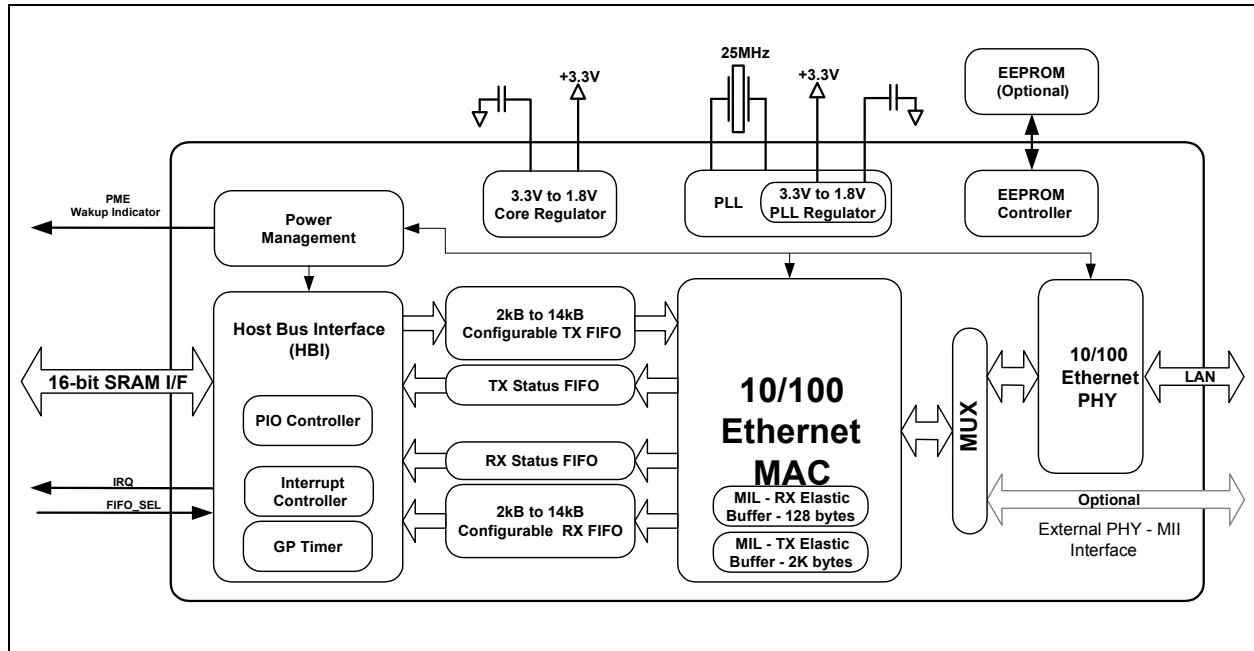 25MHz
+3.3V
+3.3V
EEPROM
(Optional)
3.3V to 1.8V
Core Regulator
PLL
3.3V to 1.8V
PLL Regulator
EEPROM
Controller
PME
Wakup Indicator
Power
Management
Host Bus Interface
(HBI)
2kB to 14kB
Configurable TX FIFO
TX Status FIFO
16-bit SRAM I/F
PIO Controller
RX Status FIFO
IRQ
FIFO_SEL
Interrupt
Controller
GP Timer
2kB to 14kB
Configurable RX FIFO
10/100
Ethernet
MAC
MIL - RX Elastic
Buffer - 128 bytes
MIL - TX Elastic
Buffer - 2K bytes
MUX
10/100
Ethernet
PHY
LAN
Optional
External PHY - MII
Interface